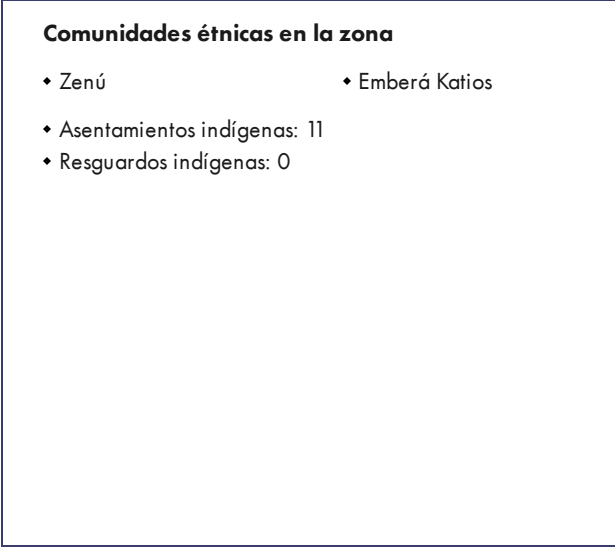 Comunidades étnicas en la zona
⬥ Zenú ⬥ Emberá Katios
⬥ Asentamientos indígenas: 11
⬥ Resguardos indígenas: 0